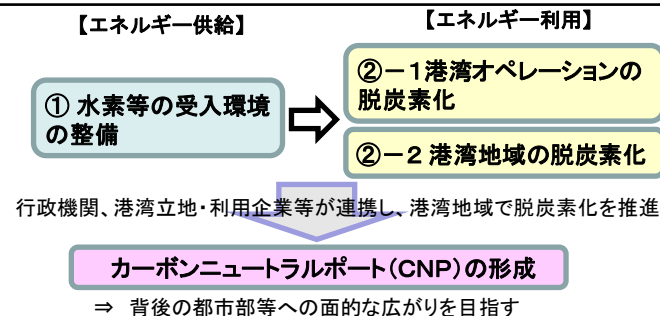 【エネルギー供給】
【エネルギー利用】
① 水素等の受入環境
の整備
②－１港湾オペレーションの
脱炭素化
②－２ 港湾地域の脱炭素化
行政機関、港湾立地・利用企業等が連携し、港湾地域で脱炭素化を推進
カーボンニュートラルポート（ＣＮＰ）の形成
⇒ 背後の都市部等への面的な広がりを目指す